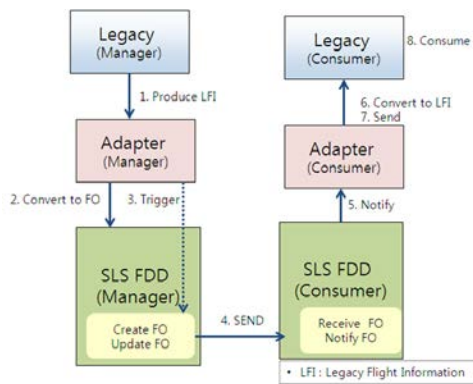 Legacy
(Manager)
1. Produce LFI
Adapter
(Manager)
2. Convert to FO
3. Trigger
SLS FDD
(Manager)
Create FO
Update FO
4. SEND
Legacy
(Consumer)
8. Consume
6. Convert to LFI
7. Send
Adapter
(Consumer)
5. Notify
SLS FDD
(Consumer)
Receive FO
Notify FO
• LFI : Legacy Flight Information